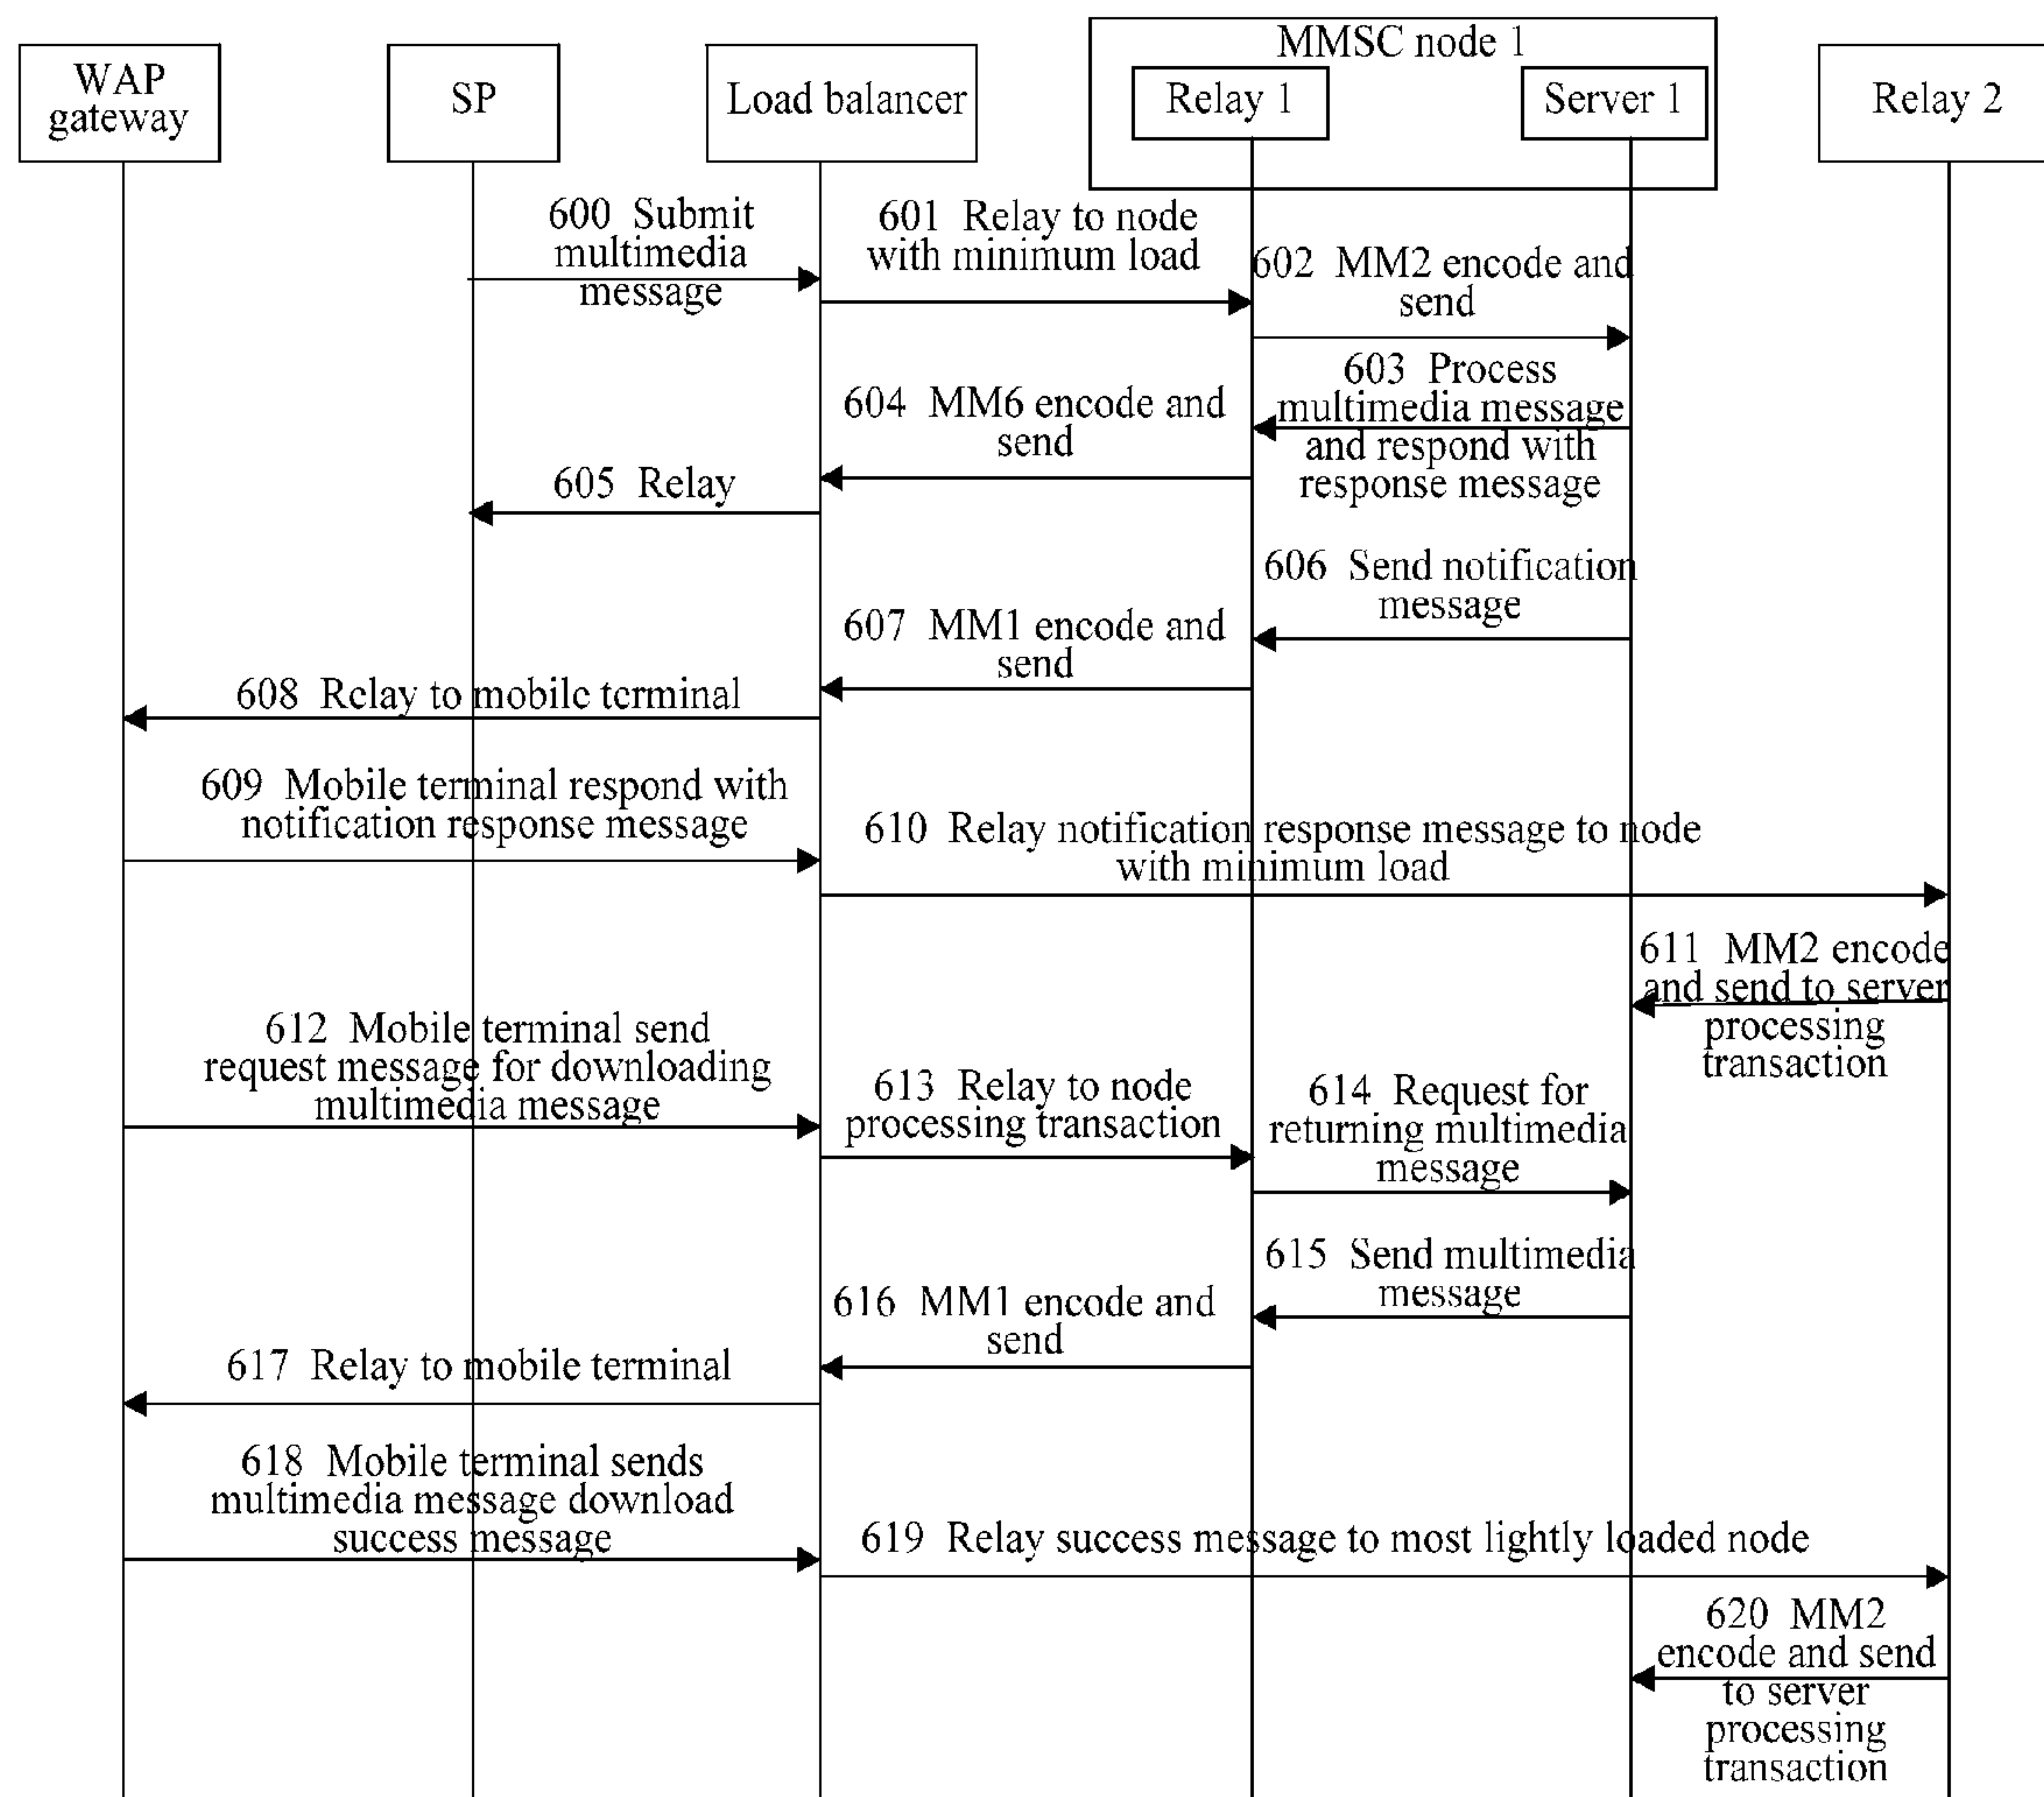 MMSC node 1
WAP
gateway
SP
Load balancer
Relay 1
Server 1
Relay 2
600 Submit
multimedia
message
601 Relay to node
with minimum load
602 MM2 encode and
send
603 Process
multimedia message
and respond with
response message
604 MM6 encode and
send
605 Relay
606 Send notification
message
607 MM1 encode and
send
608 Relay to mobile terminal
609 Mobile terminal respond with
notification response message
610 Relay notification response message to node
with minimum load
611 MM2 encode
and send to server
processing
transaction
612 Mobile terminal send
request message for downloading
multimedia message
613 Relay to node
processing transaction
614 Request for
returning multimedia
message
615 Send multimedia
message
616 MM1 encode and
send
617 Relay to mobile terminal
618 Mobile terminal sends
multimedia message download
success message
619 Relay success message to most lightly loaded node
620 MM2
encode and send
to server
processing
transaction